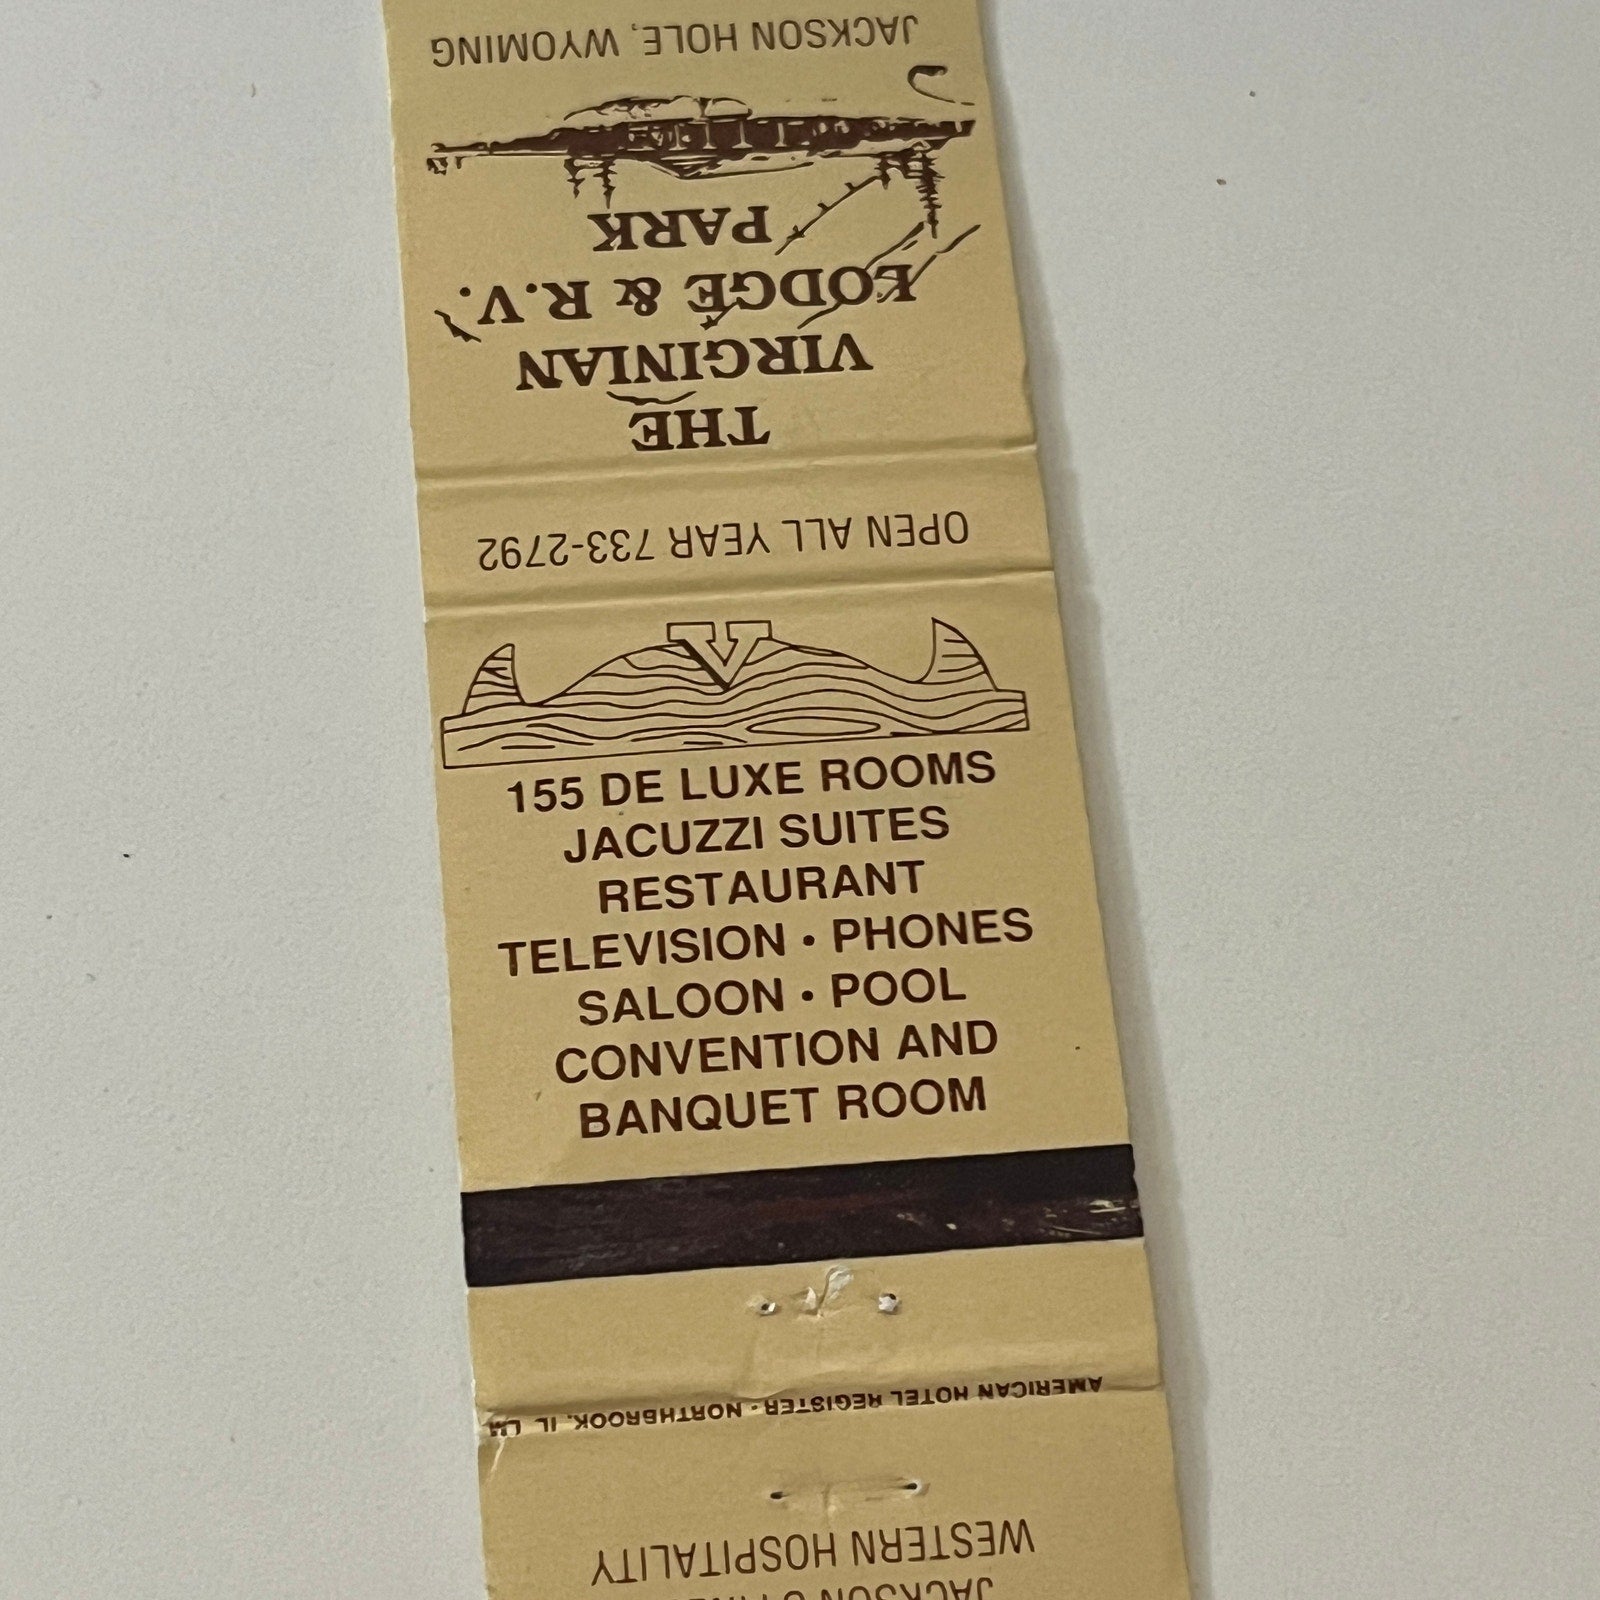 JACKSON HOLE, WYOMING
THE
VIRGINIAN
LODGE & R.V.
PARK
OPEN ALL YEAR 733-2792
V
155 DE LUXE ROOMS
JACUZZI SUITES
RESTAURANT
TELEVISION • PHONES
SALOON • POOL
CONVENTION AND
BANQUET ROOM
AMERICAN HOTEL REGISTER • NORTHBROOK, IL
JACKSON'S
WESTERN HOSPITALITY